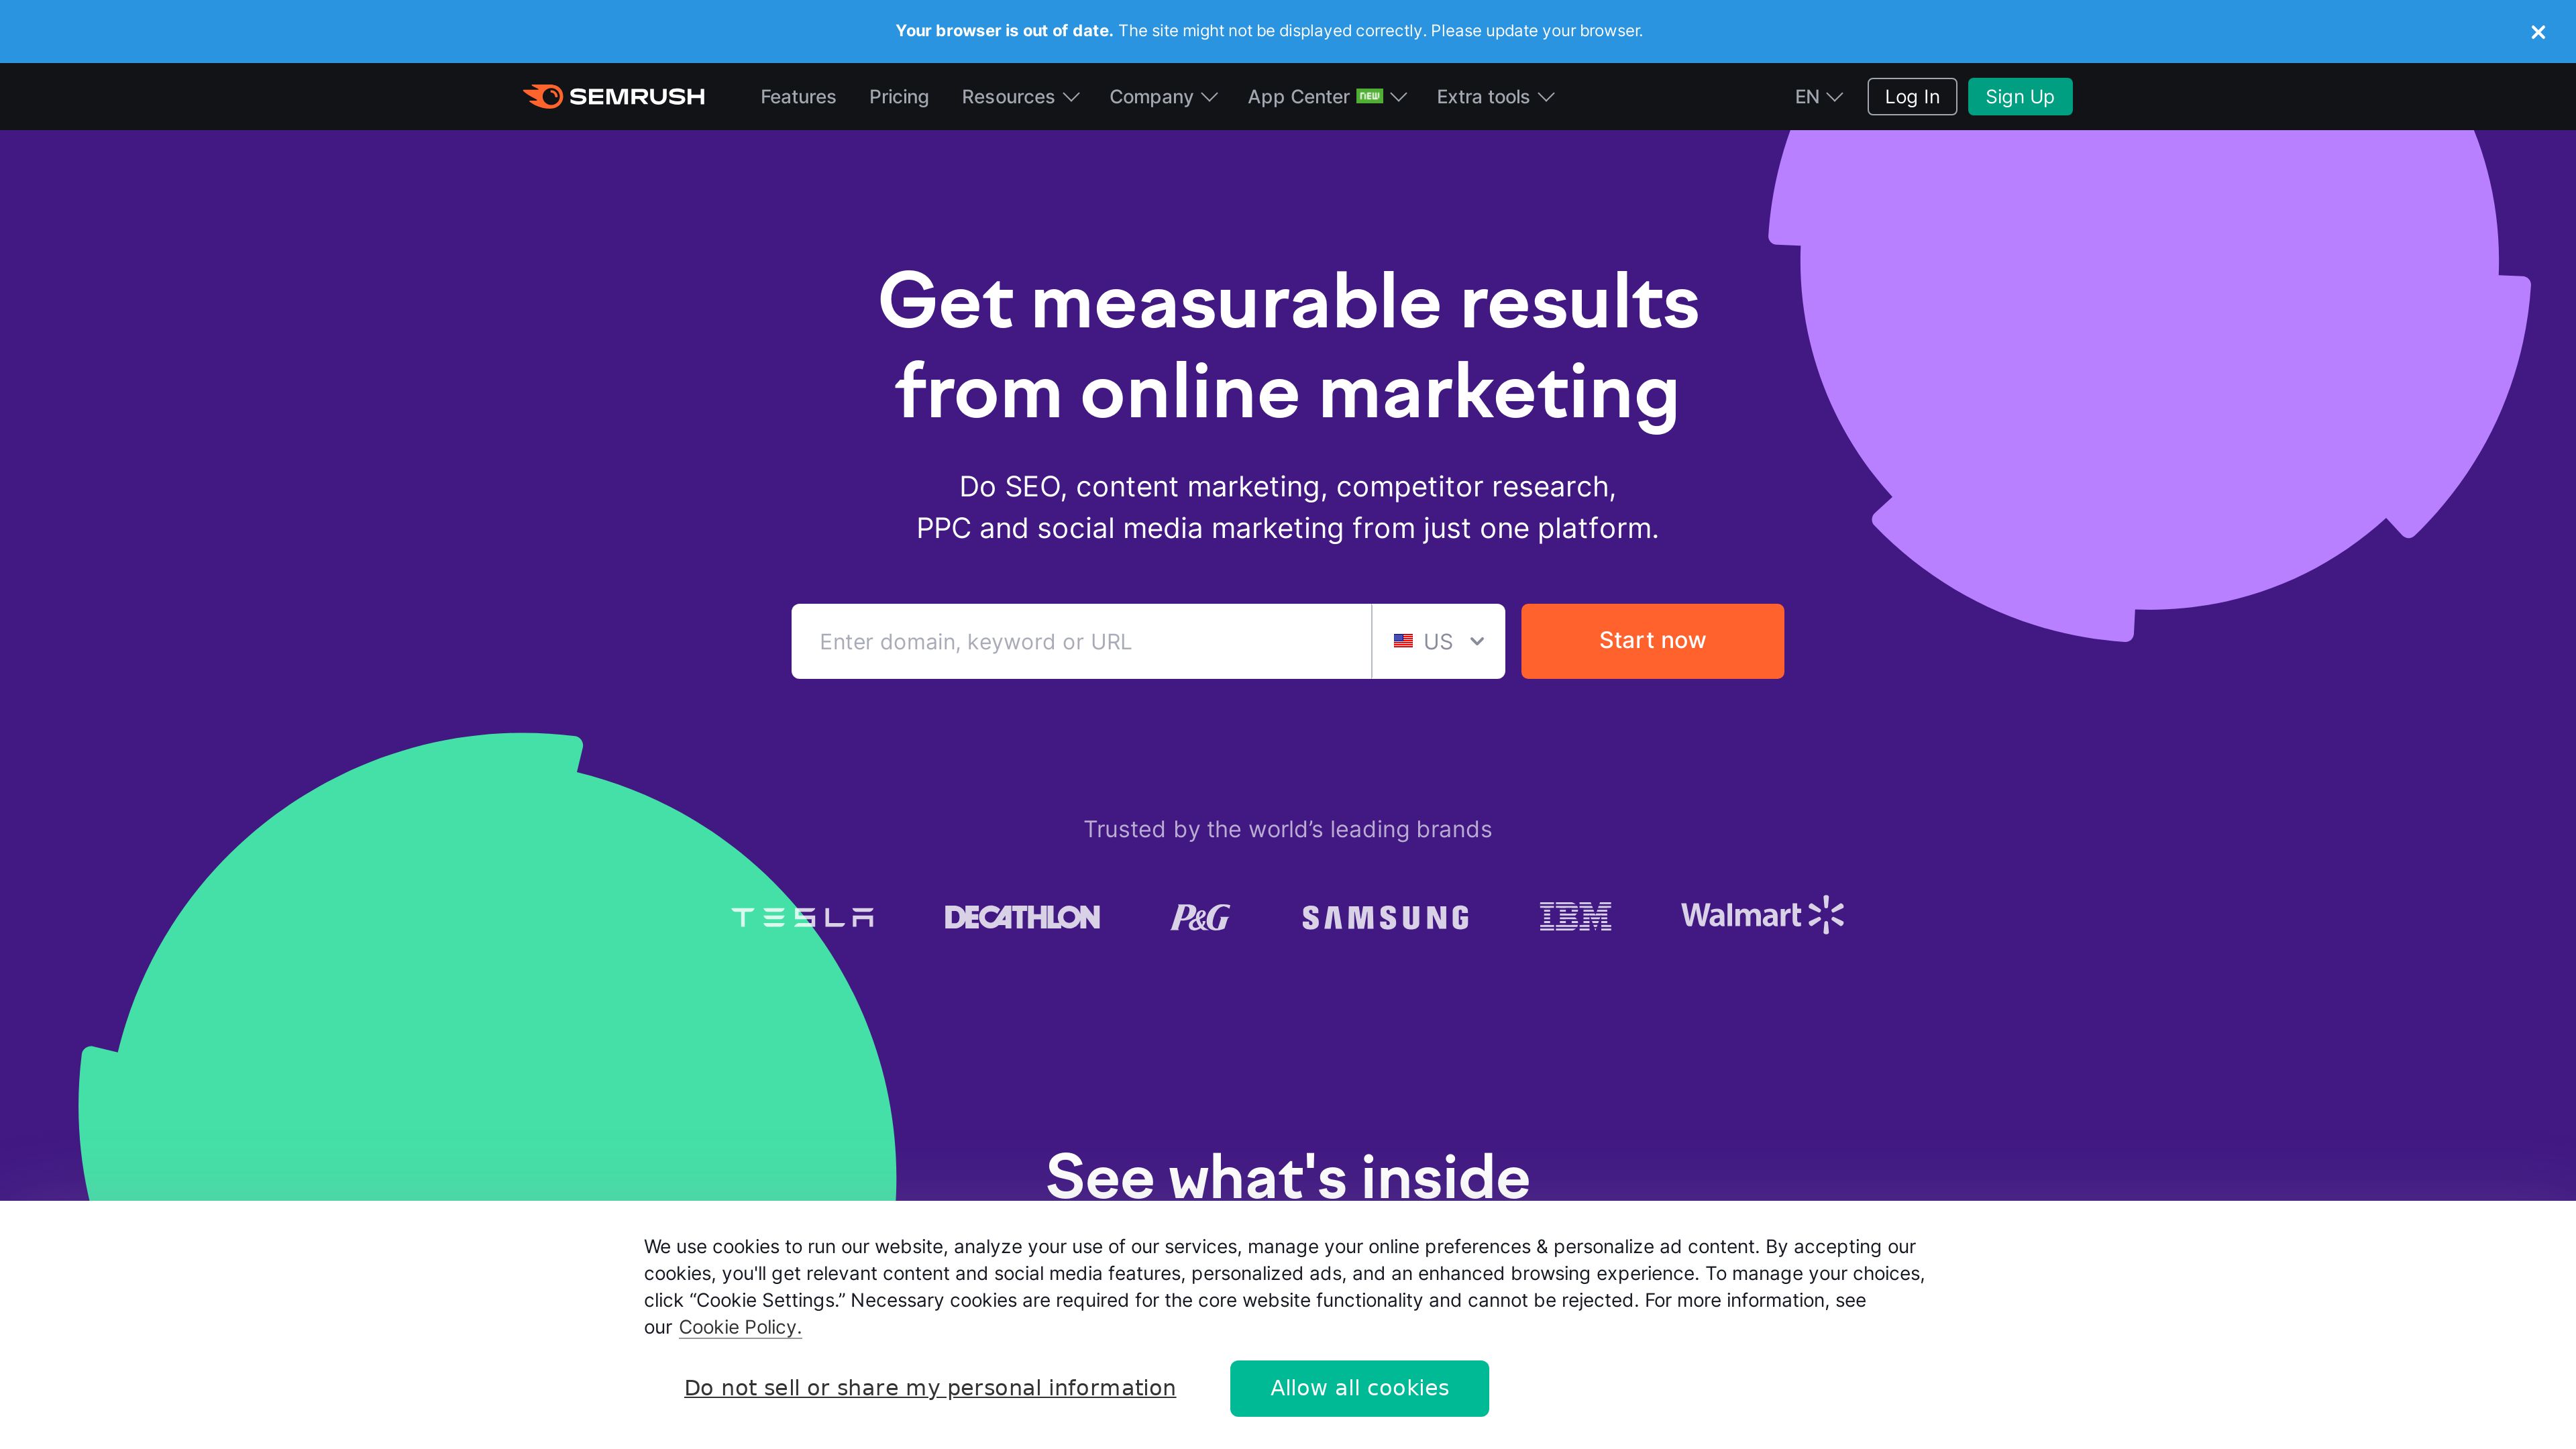 Your browser is out of date. The site might not be displayed correctly. Please update your browser.
SEMRUSH
Features
Pricing
Resources
Company
App Center NEW
Extra tools
EN
Log In
Sign Up
Get measurable results
from online marketing
Do SEO, content marketing, competitor research,
PPC and social media marketing from just one platform.
Enter domain, keyword or URL
US
Start now
Trusted by the world’s leading brands
TESLA
DECATHLON
P&G
SAMSUNG
IBM
Walmart
See what's inside
We use cookies to run our website, analyze your use of our services, manage your online preferences & personalize ad content. By accepting our
cookies, you'll get relevant content and social media features, personalized ads, and an enhanced browsing experience. To manage your choices,
click “Cookie Settings.” Necessary cookies are required for the core website functionality and cannot be rejected. For more information, see
our Cookie Policy.
Do not sell or share my personal information
Allow all cookies